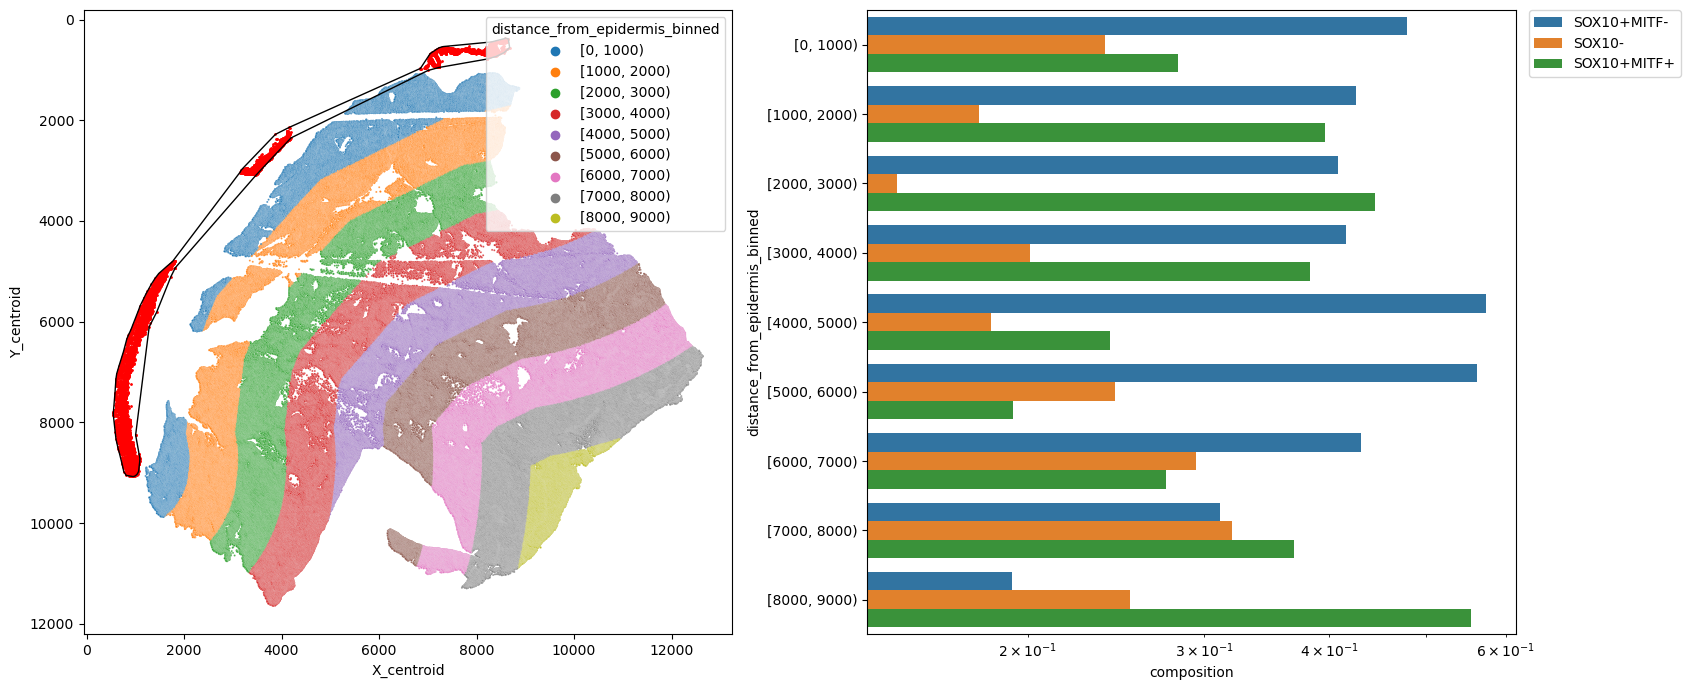 distance_from_epidermis_binned
[0, 1000)
[1000, 2000)
[2000, 3000)
[3000, 4000)
[4000, 5000)
[5000, 6000)
[6000, 7000)
[7000, 8000)
[8000, 9000)
0
2000
4000
6000
8000
10000
12000
Y_centroid
0
2000
4000
6000
8000
10000
12000
X_centroid
distance_from_epidermis_binned
[0, 1000)
[1000, 2000)
[2000, 3000)
[3000, 4000)
[4000, 5000)
[5000, 6000)
[6000, 7000)
[7000, 8000)
[8000, 9000)
2 × 10⁻¹
3 × 10⁻¹
4 × 10⁻¹
6 × 10⁻¹
composition
SOX10+MITF-
SOX10-
SOX10+MITF+